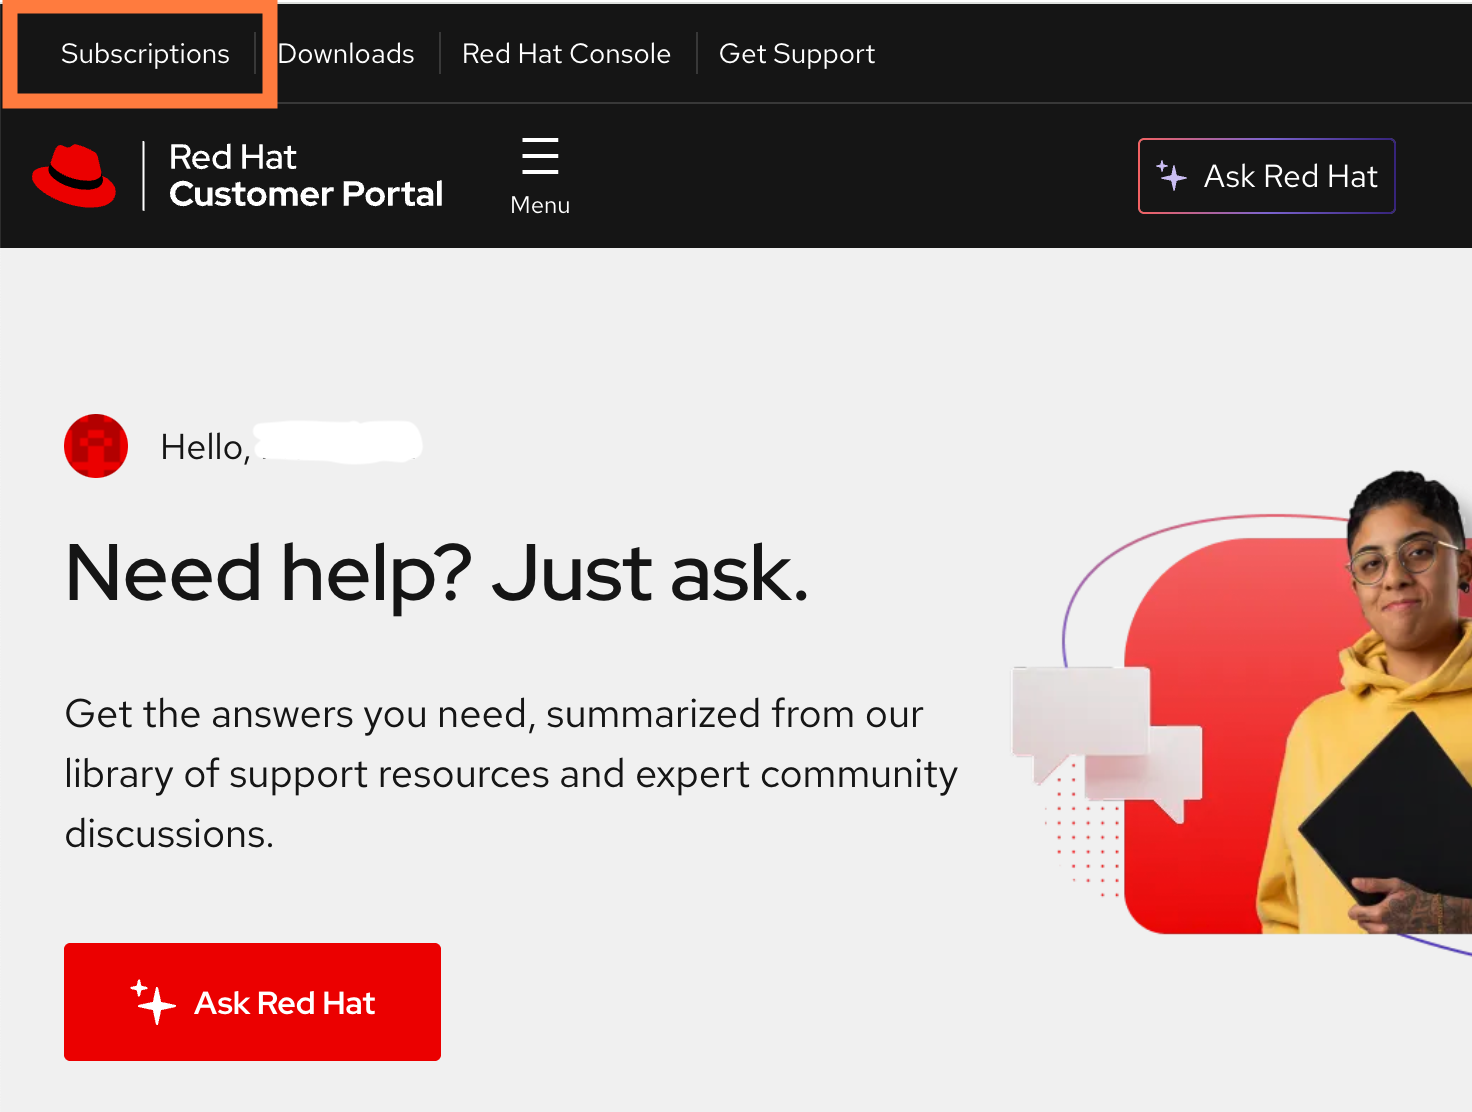 Subscriptions
Downloads
Red Hat Console
Get Support
Red Hat
Customer Portal
Menu
Ask Red Hat
Hello,
Need help? Just ask.
Get the answers you need, summarized from our
library of support resources and expert community
discussions.
Ask Red Hat